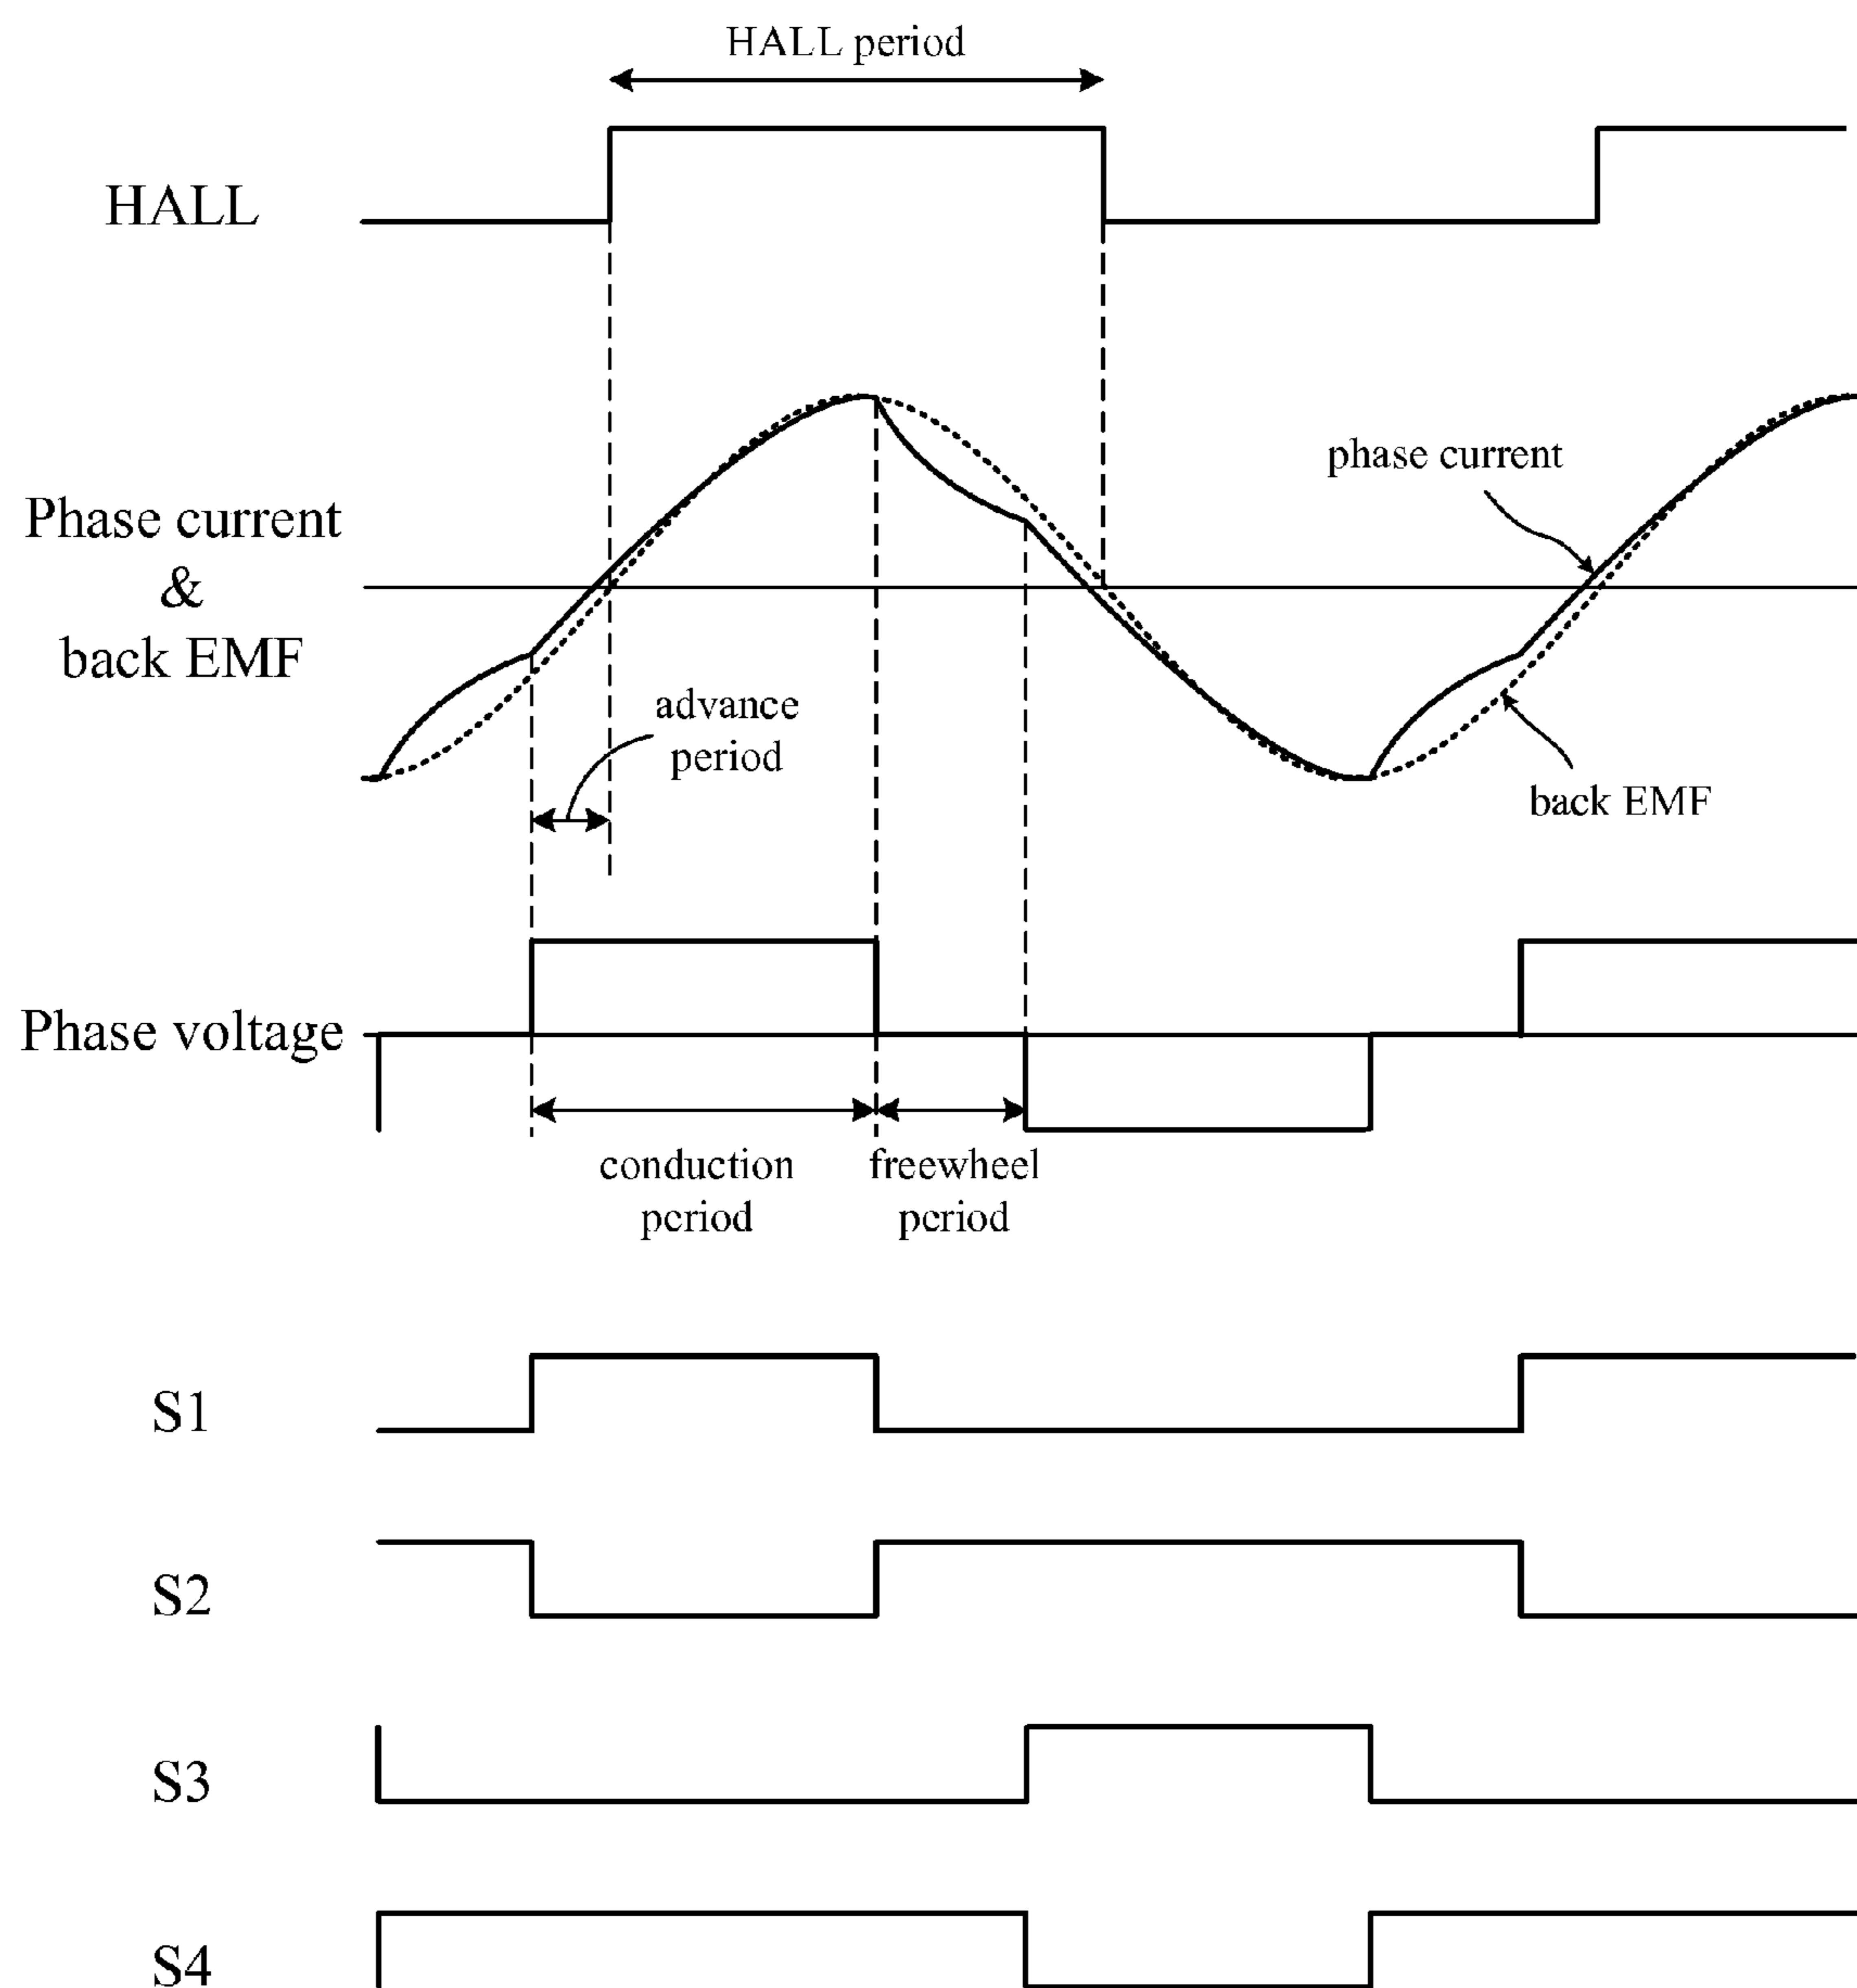 HALL period
HALL
Phase current
&
back EMF
phase current
advance
period
back EMF
Phase voltage
conduction
period
freewheel
period
S1
S2
S3
S4